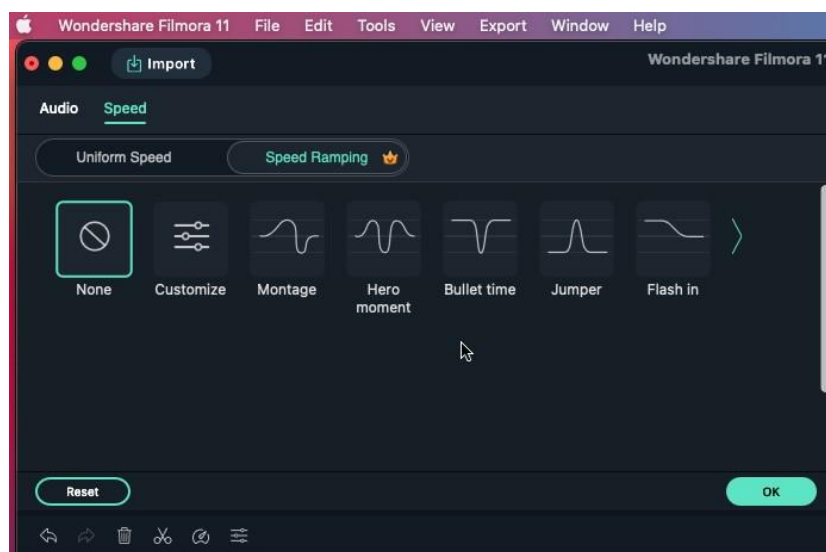 Wondershare Filmora 11 File Edit Tools View Export Window Help
Import
Wondershare Filmora 11
Audio Speed
Uniform Speed Speed Ramping
None Customize Montage Hero moment Bullet time Jumper Flash in
Reset OK